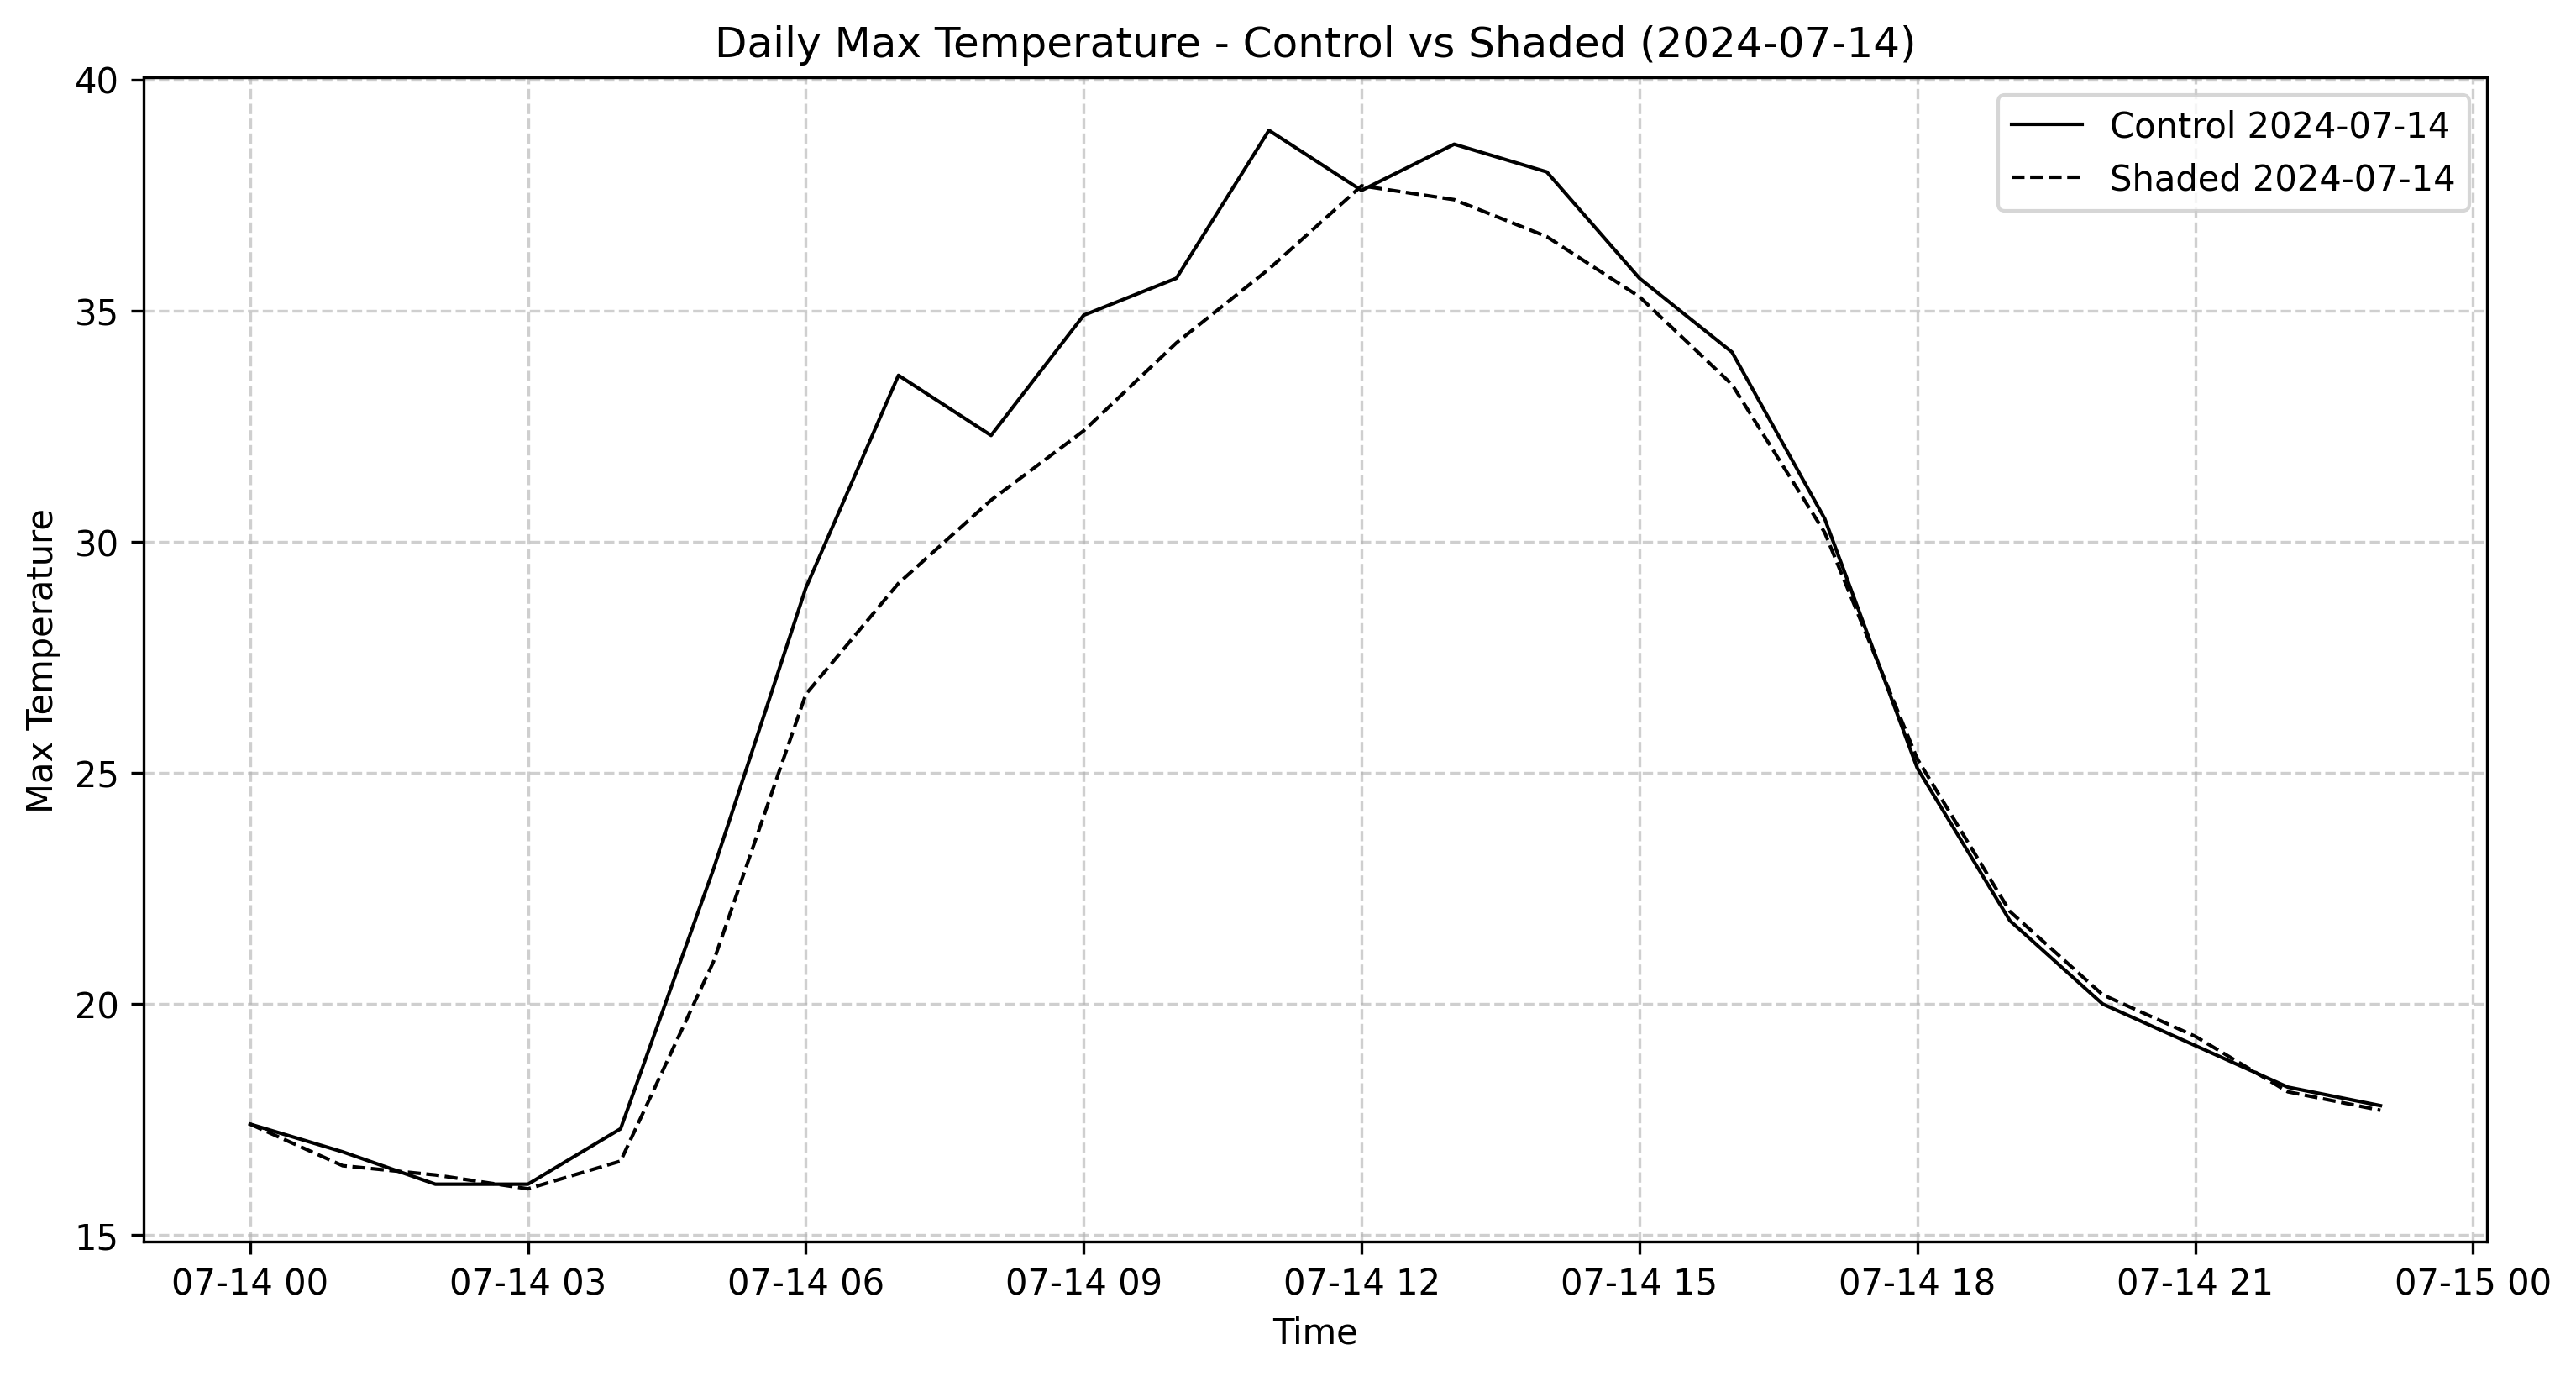 Daily Max Temperature - Control vs Shaded (2024-07-14)
Control 2024-07-14
Shaded 2024-07-14
Max Temperature
40
35
30
25
20
15
07-14 00 07-14 03 07-14 06 07-14 09 07-14 12 07-14 15 07-14 18 07-14 21 07-15 00
Time